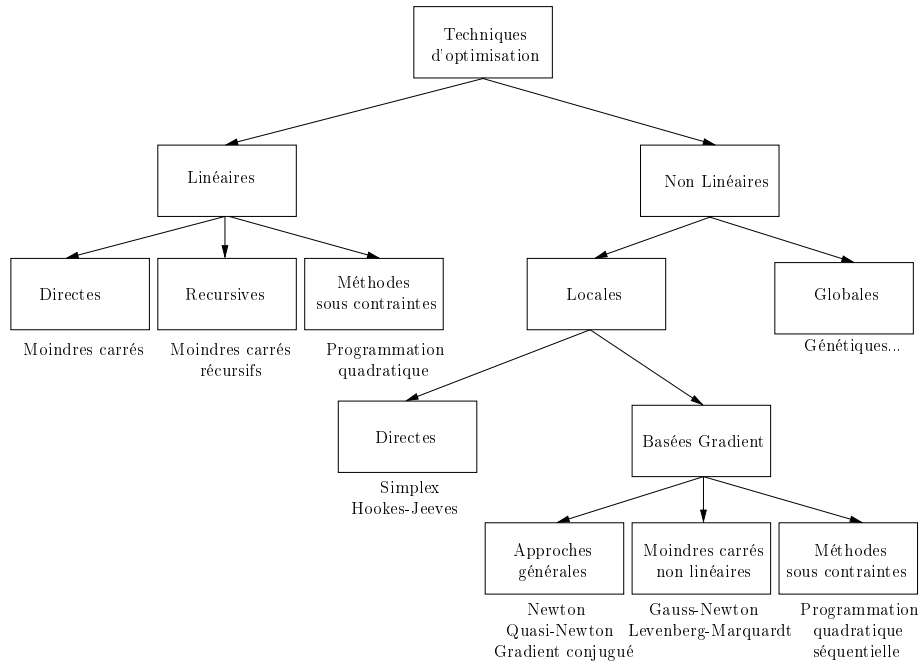 Techniques
d'optimisation
Linéaires
Non Linéaires
Directes
Recursives
Méthodes
sous contraintes
Locales
Globales
Moindres carrés
Moindres carrés
récursifs
Programmation
quadratique
Génétiques...
Directes
Basées Gradient
Simplex
Hookes-Jeeves
Approches
générales
Moindres carrés
non linéaires
Méthodes
sous contraintes
Newton
Quasi-Newton
Gradient conjugué
Gauss-Newton
Levenberg-Marquardt
Programmation
quadratique
séquentielle